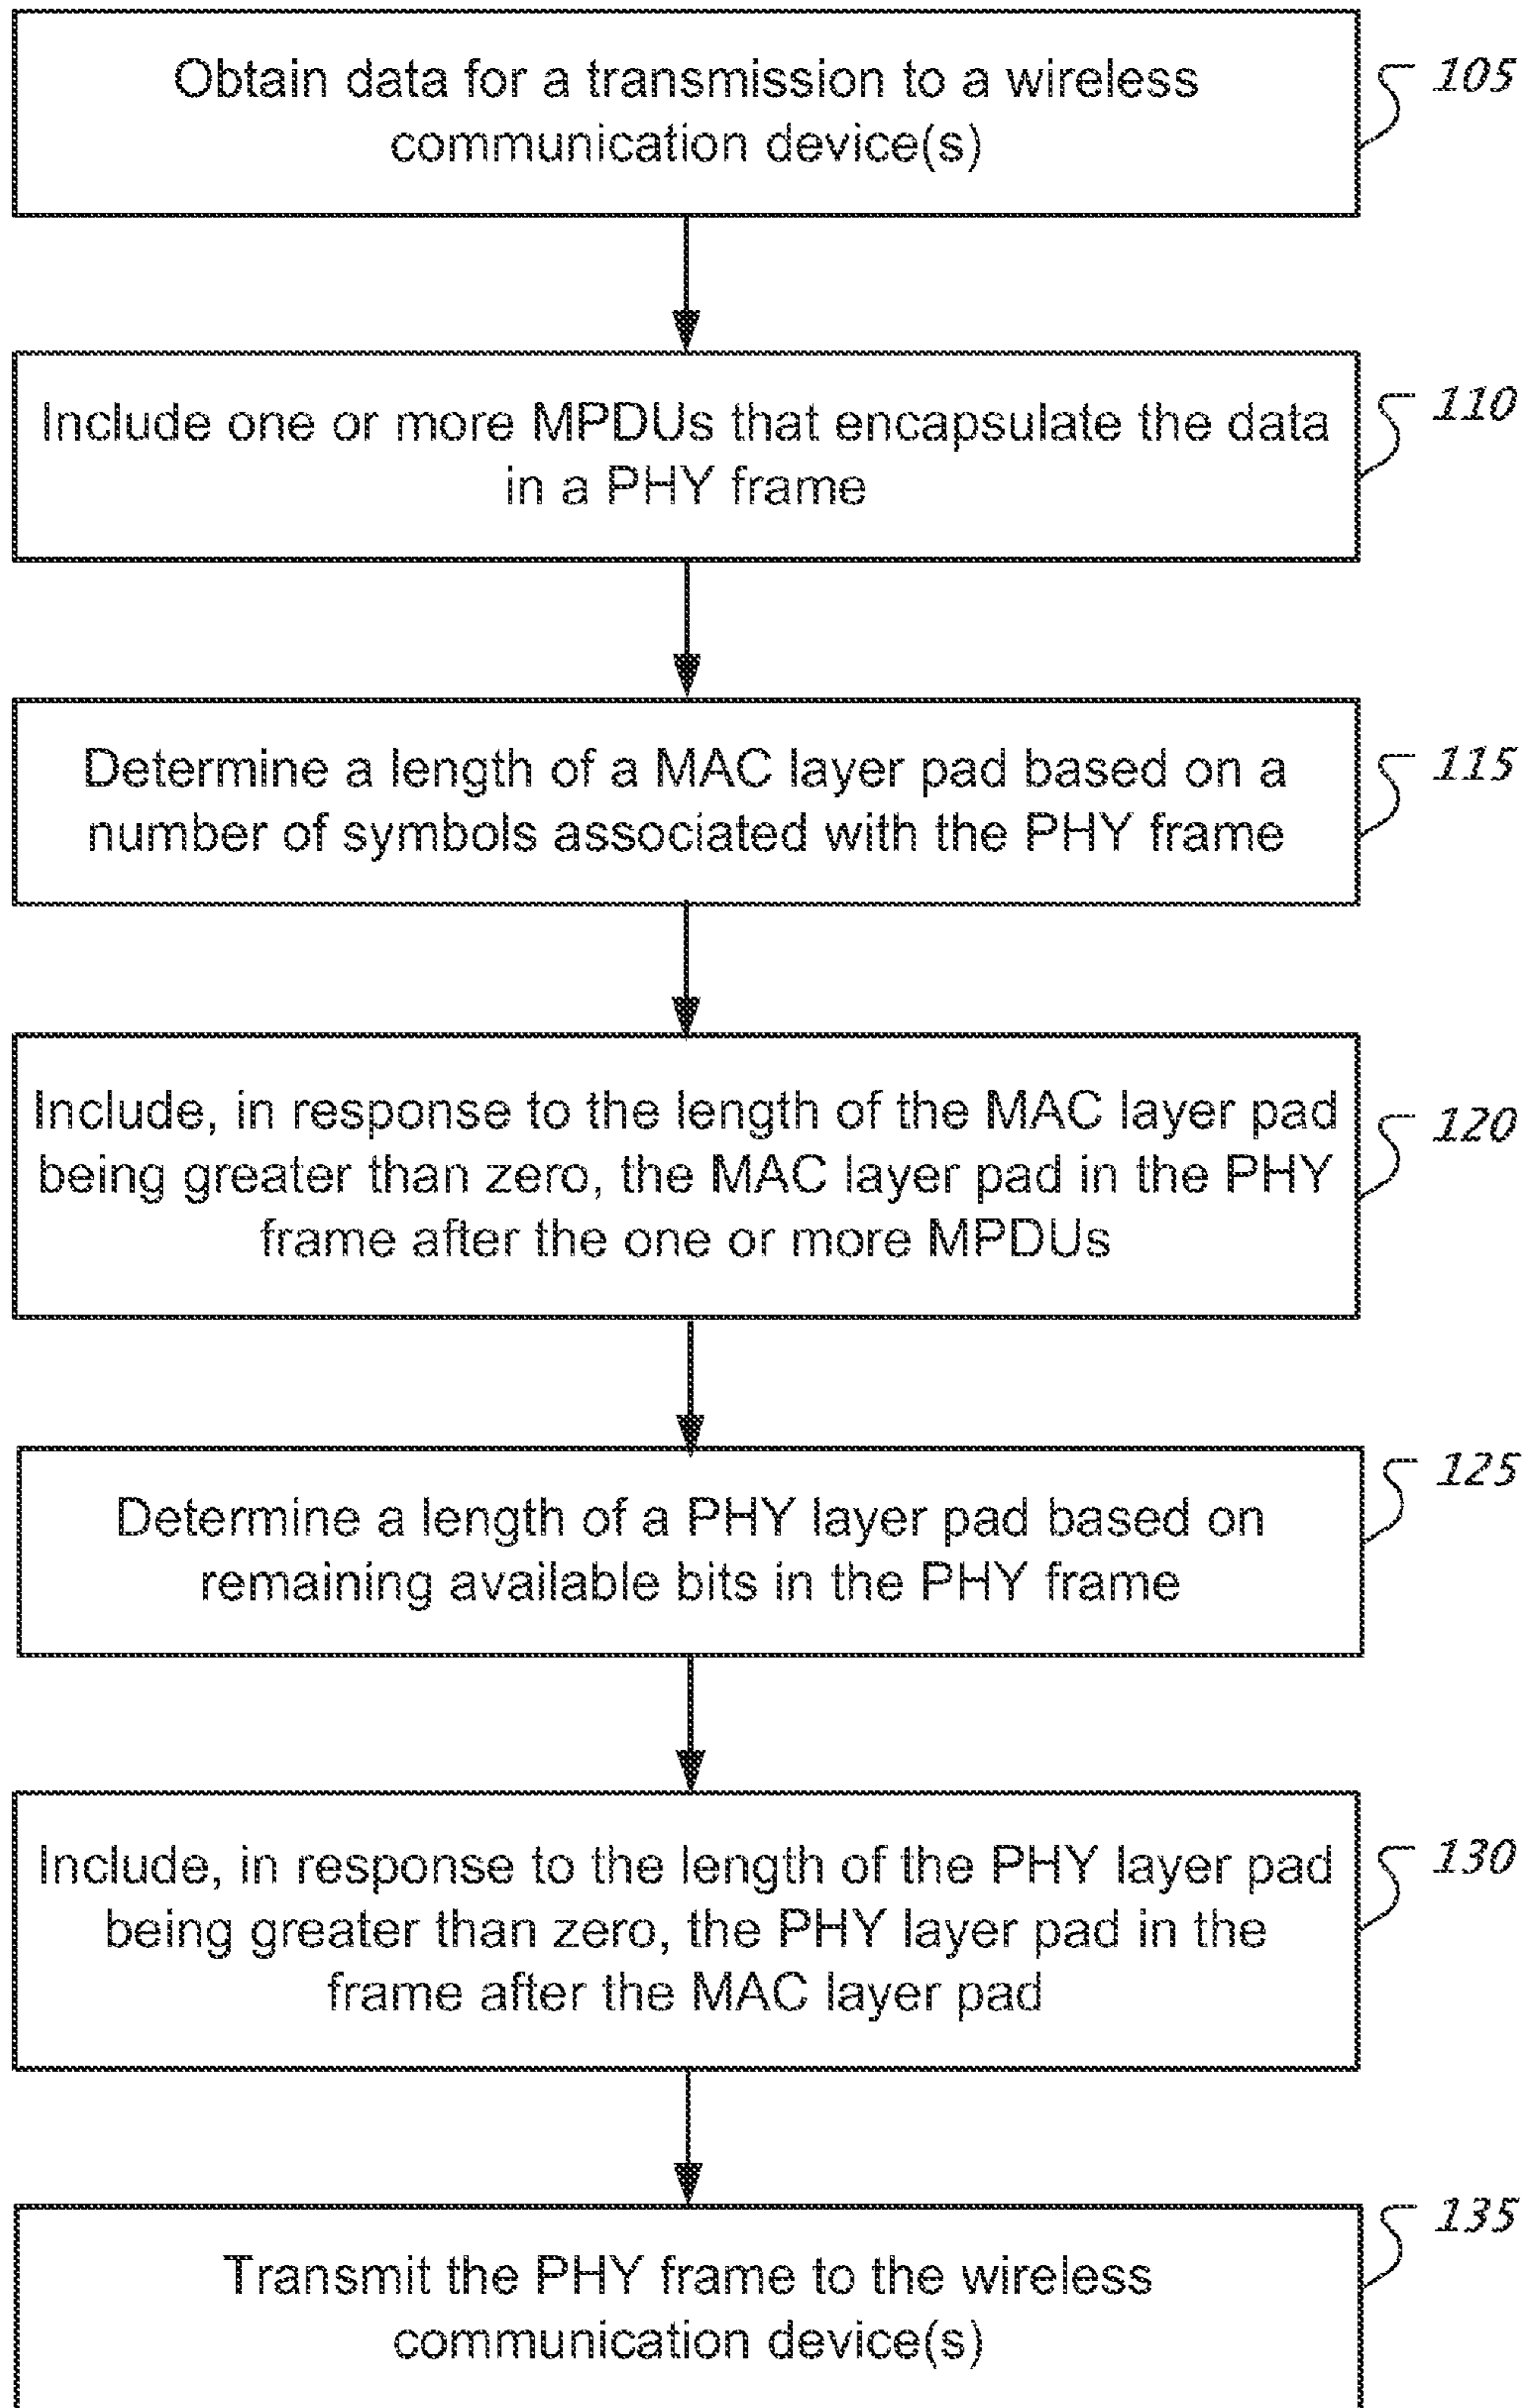 Obtain data for a transmission to a wireless
communication device(s)
105
Include one or more MPDUs that encapsulate the data
in a PHY frame
110
Determine a length of a MAC layer pad based on a
number of symbols associated with the PHY frame
115
Include, in response to the length of the MAC layer pad
being greater than zero, the MAC layer pad in the PHY
frame after the one or more MPDUs
120
Determine a length of a PHY layer pad based on
remaining available bits in the PHY frame
125
Include, in response to the length of the PHY layer pad
being greater than zero, the PHY layer pad in the
frame after the MAC layer pad
130
Transmit the PHY frame to the wireless
communication device(s)
135